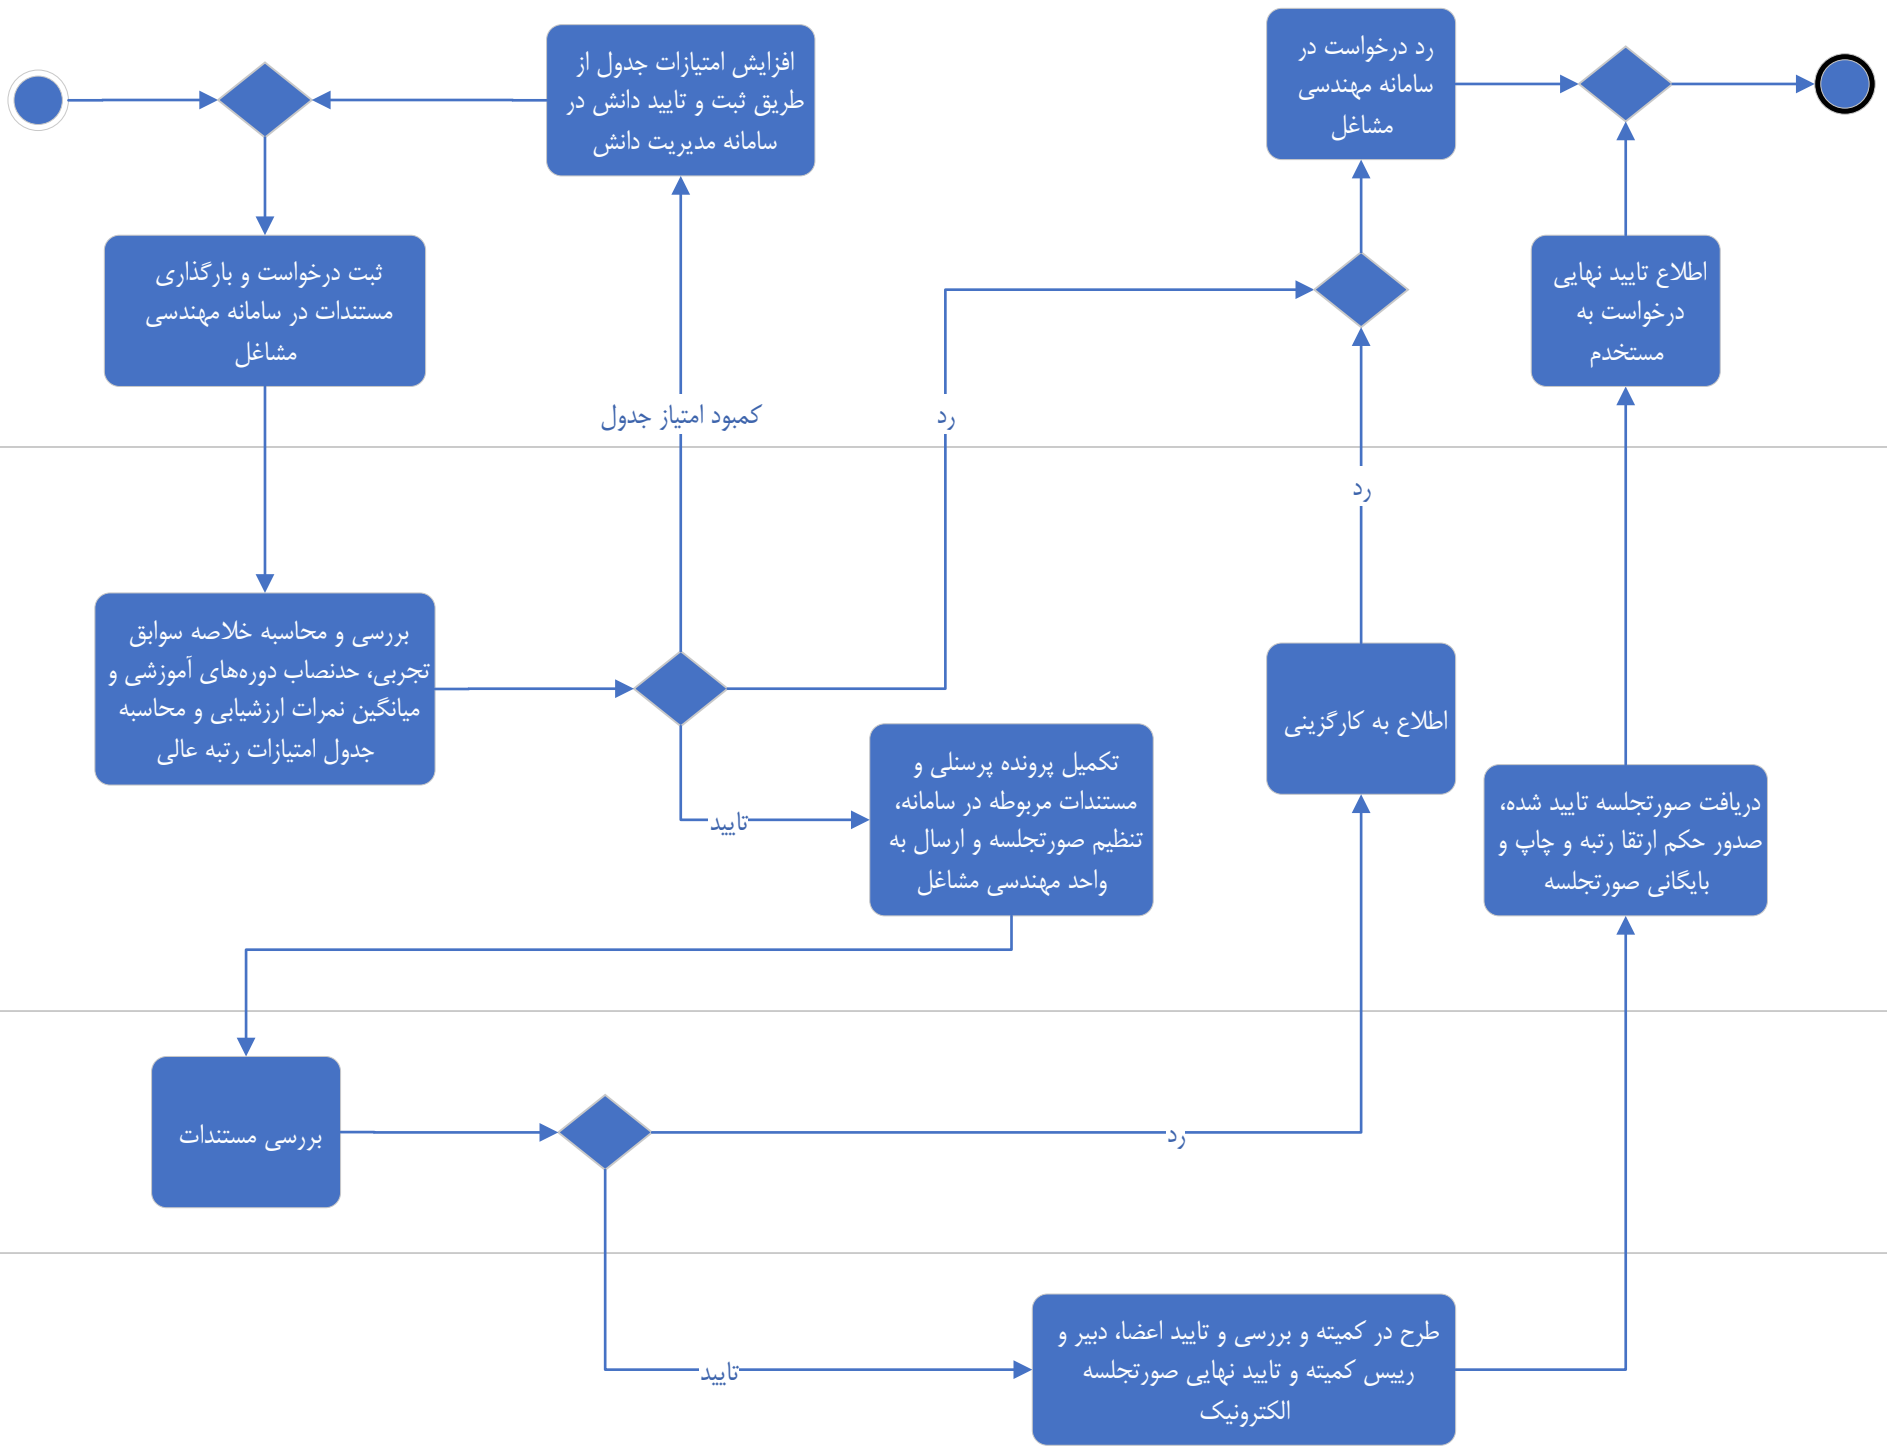 افزایش امتیازات جدول از
طریق ثبت و تایید دانش در
سامانه مدیریت دانش
رد درخواست در
سامانه مهندسی
مشاغل
ثبت درخواست و بارگذاری
مستندات در سامانه مهندسی
مشاغل
اطلاع تایید نهایی
درخواست به
مستخدم
کمبود امتیاز جدول
رد
رد
بررسی و محاسبه خلاصه سوابق
تجربی، حدنصاب دوره‌های آموزشی و
میانگین نمرات ارزشیابی و محاسبه
جدول امتیازات رتبه عالی
اطلاع به کارگزینی
تایید
تکمیل پرونده پرسنلی و
مستندات مربوطه در سامانه،
تنظیم صورتجلسه و ارسال به
واحد مهندسی مشاغل
دریافت صورتجلسه تایید شده،
صدور حکم ارتقا رتبه و چاپ و
بایگانی صورتجلسه
بررسی مستندات
رد
تایید
طرح در کمیته و بررسی و تایید اعضا، دبیر و
رییس کمیته و تایید نهایی صورتجلسه
الکترونیک